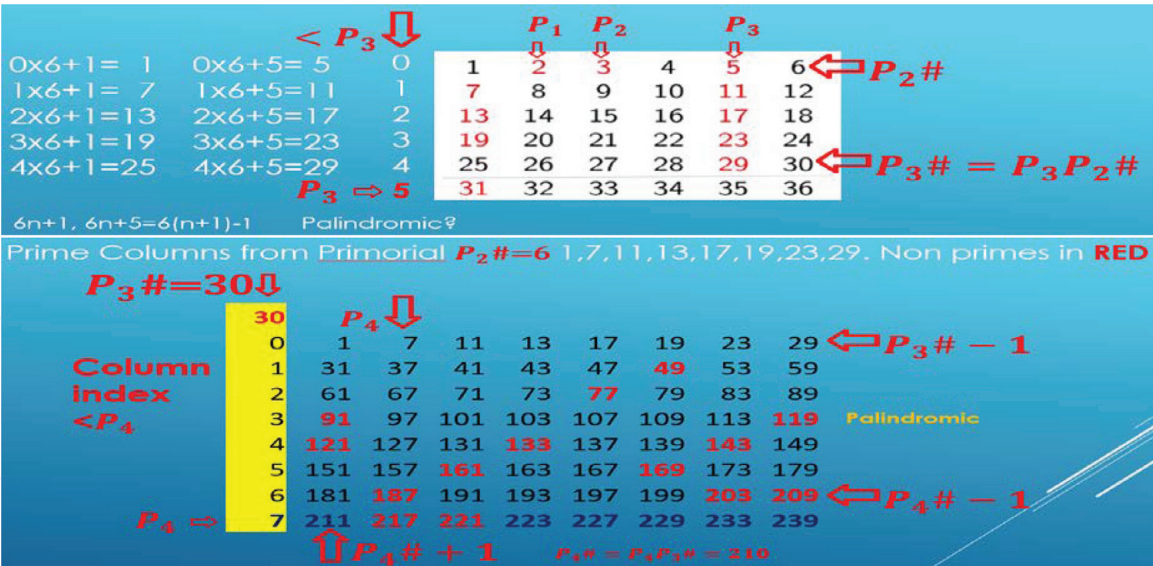 P₁ P₂ P₃
< P₃
0x6+1= 1 0x6+5= 5 0 1 2 3 4 5 6 P₂#
1x6+1= 7 1x6+5=11 1 7 8 9 10 11 12
2x6+1=13 2x6+5=17 2 13 14 15 16 17 18
3x6+1=19 3x6+5=23 3 19 20 21 22 23 24
4x6+1=25 4x6+5=29 4 25 26 27 28 29 30 P₃# = P₃P₂#
P₃ ⇨ 5 31 32 33 34 35 36
6n+1, 6n+5=6(n+1)-1 Palindromic?
Prime Columns from Primorial P₂#=6 1,7,11,13,17,19,23,29. Non primes in RED
P₃#=30
30 P₄
0 1 7 11 13 17 19 23 29 P₃# − 1
Column 1 31 37 41 43 47 49 53 59
index 2 61 67 71 73 77 79 83 89
<P₄ 3 91 97 101 103 107 109 113 119 Palindromic
4 121 127 131 133 137 139 143 149
5 151 157 161 163 167 169 173 179
6 181 187 191 193 197 199 203 209 P₄# − 1
P₄ ⇨ 7 211 217 221 223 227 229 233 239
P₄# + 1 P₄# = P₄P₃# = 210